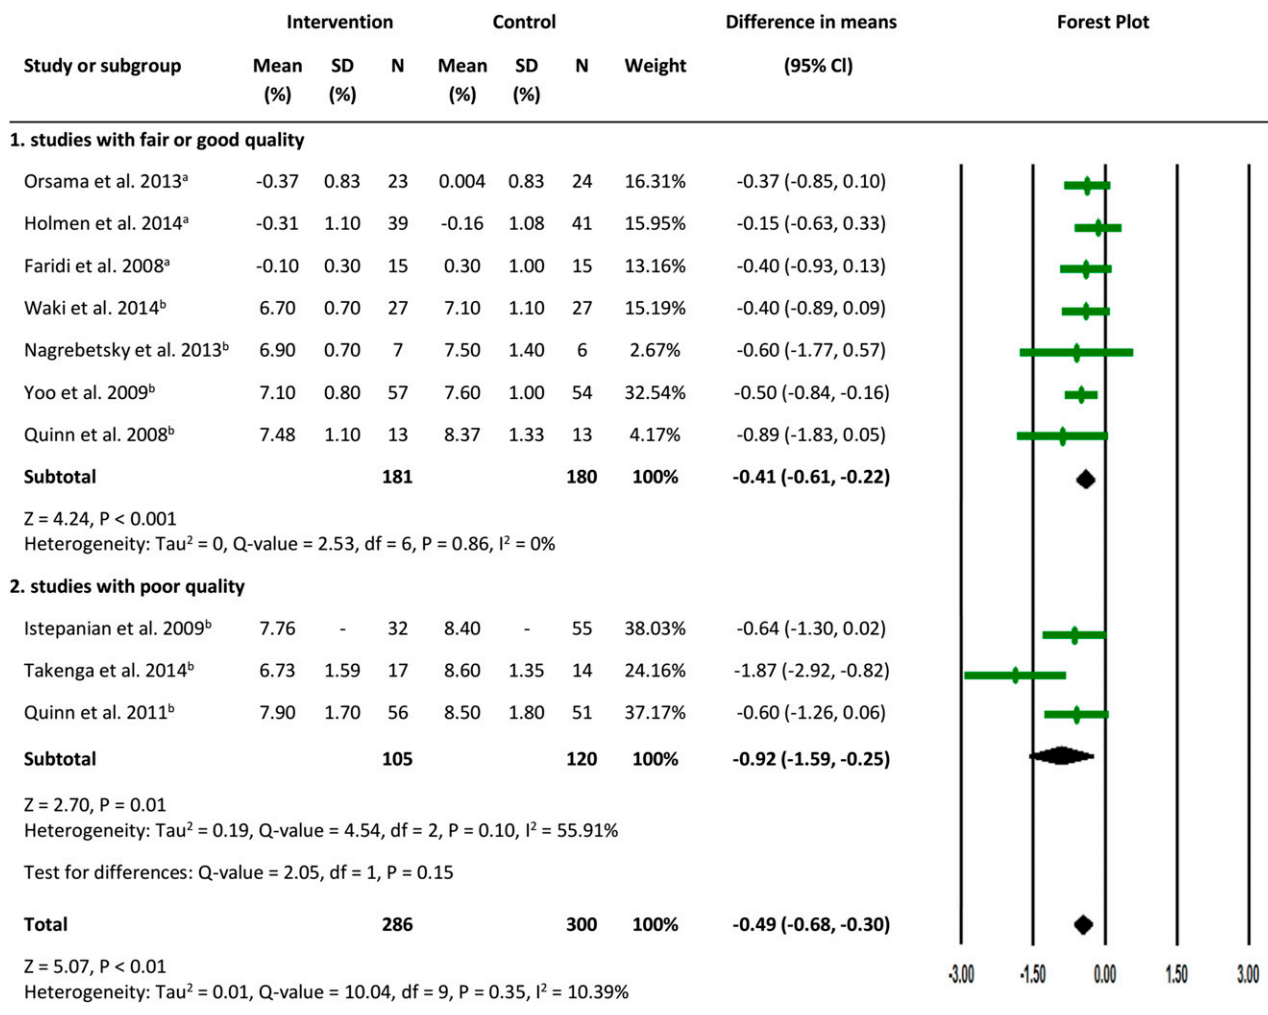 Intervention Control Difference in means Forest Plot
Study or subgroup Mean SD N Mean SD N Weight (95% Cl)
(%) (%) (%) (%)
1. studies with fair or good quality
Orsama et al. 2013ᵃ -0.37 0.83 23 0.004 0.83 24 16.31% -0.37 (-0.85, 0.10)
Holmen et al. 2014ᵃ -0.31 1.10 39 -0.16 1.08 41 15.95% -0.15 (-0.63, 0.33)
Faridi et al. 2008ᵃ -0.10 0.30 15 0.30 1.00 15 13.16% -0.40 (-0.93, 0.13)
Waki et al. 2014ᵇ 6.70 0.70 27 7.10 1.10 27 15.19% -0.40 (-0.89, 0.09)
Nagrebetsky et al. 2013ᵇ 6.90 0.70 7 7.50 1.40 6 2.67% -0.60 (-1.77, 0.57)
Yoo et al. 2009ᵇ 7.10 0.80 57 7.60 1.00 54 32.54% -0.50 (-0.84, -0.16)
Quinn et al. 2008ᵇ 7.48 1.10 13 8.37 1.33 13 4.17% -0.89 (-1.83, 0.05)
Subtotal 181 180 100% -0.41 (-0.61, -0.22)
Z = 4.24, P < 0.001
Heterogeneity: Tau² = 0, Q-value = 2.53, df = 6, P = 0.86, I² = 0%
2. studies with poor quality
Istepanian et al. 2009ᵇ 7.76 - 32 8.40 - 55 38.03% -0.64 (-1.30, 0.02)
Takenga et al. 2014ᵇ 6.73 1.59 17 8.60 1.35 14 24.16% -1.87 (-2.92, -0.82)
Quinn et al. 2011ᵇ 7.90 1.70 56 8.50 1.80 51 37.17% -0.60 (-1.26, 0.06)
Subtotal 105 120 100% -0.92 (-1.59, -0.25)
Z = 2.70, P = 0.01
Heterogeneity: Tau² = 0.19, Q-value = 4.54, df = 2, P = 0.10, I² = 55.91%
Test for differences: Q-value = 2.05, df = 1, P = 0.15
Total 286 300 100% -0.49 (-0.68, -0.30)
Z = 5.07, P < 0.01
Heterogeneity: Tau² = 0.01, Q-value = 10.04, df = 9, P = 0.35, I² = 10.39%
-3.00 -1.50 0.00 1.50 3.00